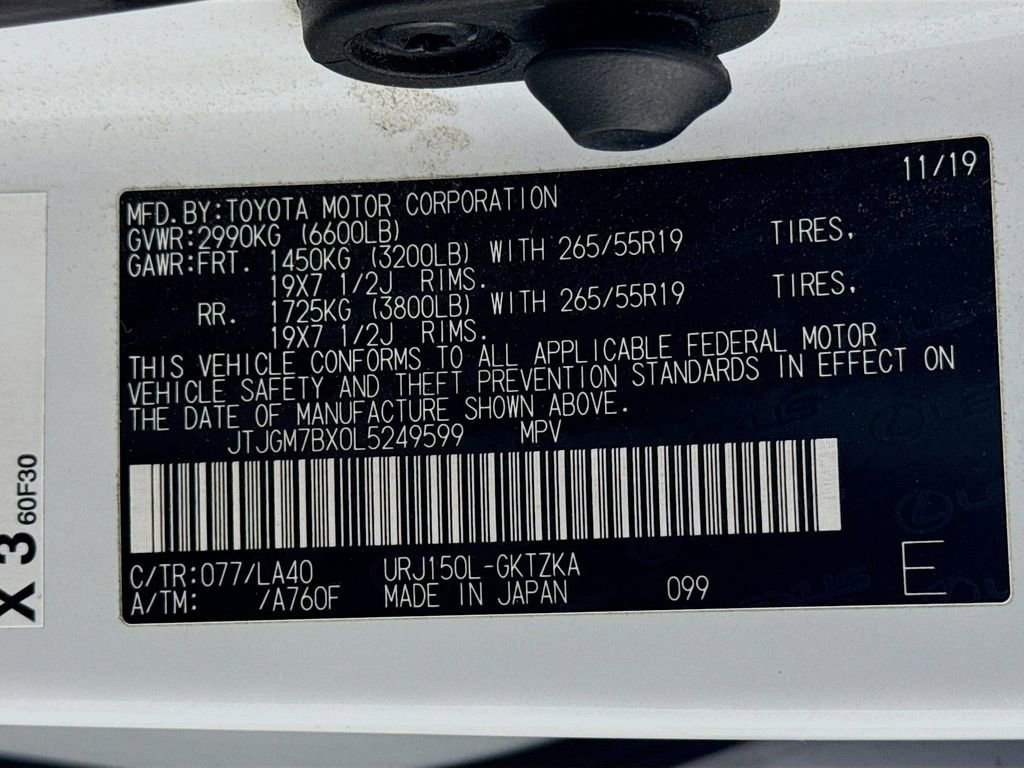 11/19
MFD.BY:TOYOTA MOTOR CORPORATION
GVWR:2990KG (6600LB)
GAWR:FRT. 1450KG (3200LB) WITH 265/55R19 TIRES,
19X7 1/2J RIMS.
RR. 1725KG (3800LB) WITH 265/55R19 TIRES,
19X7 1/2J RIMS.
THIS VEHICLE CONFORMS TO ALL APPLICABLE FEDERAL MOTOR
VEHICLE SAFETY AND THEFT PREVENTION STANDARDS IN EFFECT ON
THE DATE OF MANUFACTURE SHOWN ABOVE.
JTJGM7BX0L5249599 MPV
C/TR:077/LA40 URJ150L-GKTZKA
A/TM: /A760F MADE IN JAPAN 099 E
X 3 60F30